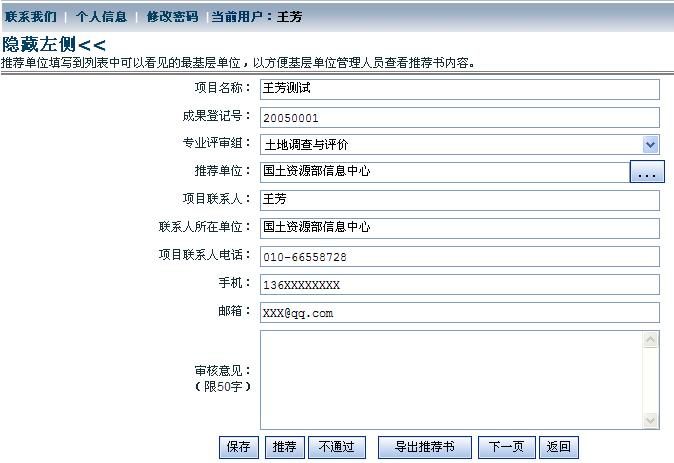 联系我们 | 个人信息 | 修改密码 |当前用户：王芳
隐藏左侧<<
推荐单位填写到列表中可以看见的最基层单位，以方便基层单位管理人员查看推荐书内容。
项目名称： 王芳测试
成果登记号： 20050001
专业评审组： 土地调查与评价
推荐单位： 国土资源部信息中心 ...
项目联系人： 王芳
联系人所在单位： 国土资源部信息中心
项目联系人电话： 010-66558728
手机： 136XXXXXXXX
邮箱： XXX@qq.com
审核意见：
（限50字）
保存 推荐 不通过 导出推荐书 下一页 返回